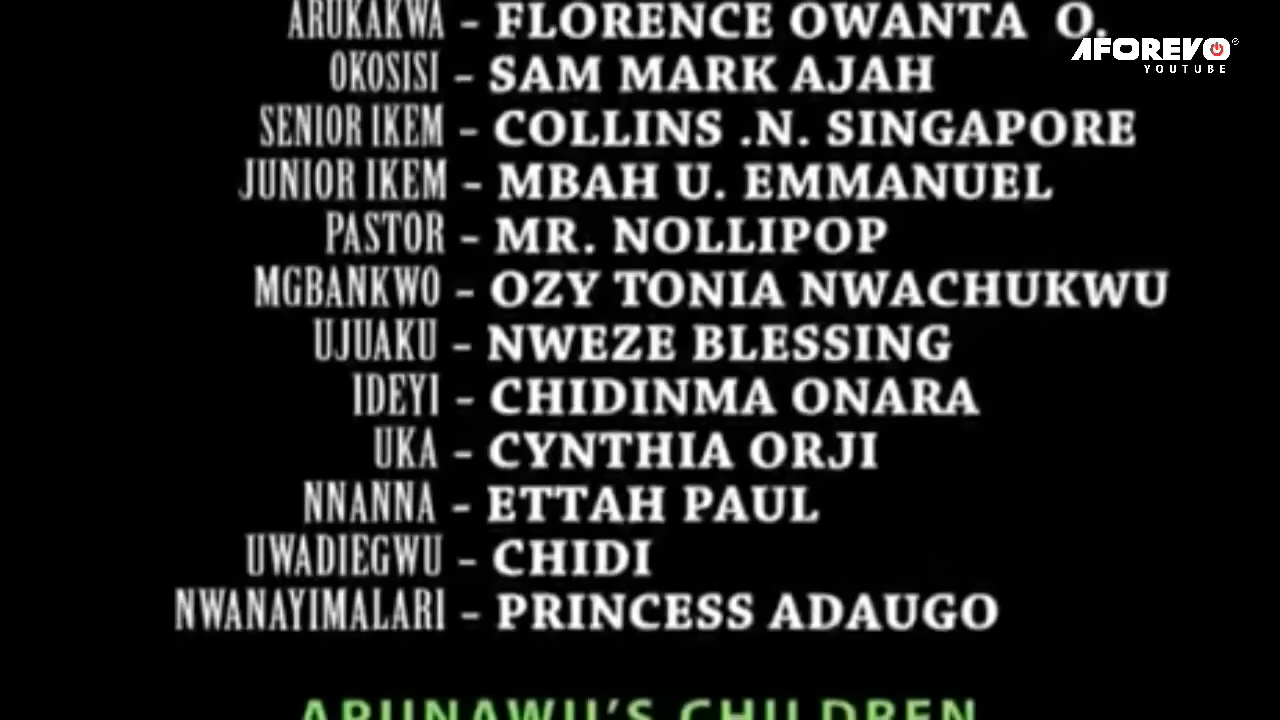 ARUKAKWA - FLORENCE OWANTA O.
AFOREVO
YOUTUBE
OKOSISI - SAM MARK AJAH
SENIOR IKEM - COLLINS .N. SINGAPORE
JUNIOR IKEM - MBAH U. EMMANUEL
PASTOR - MR. NOLLIPOP
MGBANKWO - OZY TONIA NWACHUKWU
UJUAKU - NWEZE BLESSING
IDEYI - CHIDINMA ONARA
UKA - CYNTHIA ORJI
NNANNA - ETTAH PAUL
UWADIEGWU - CHIDI
NWANAYIMALARI - PRINCESS ADAUGO
ARUNAWU'S CHILDREN